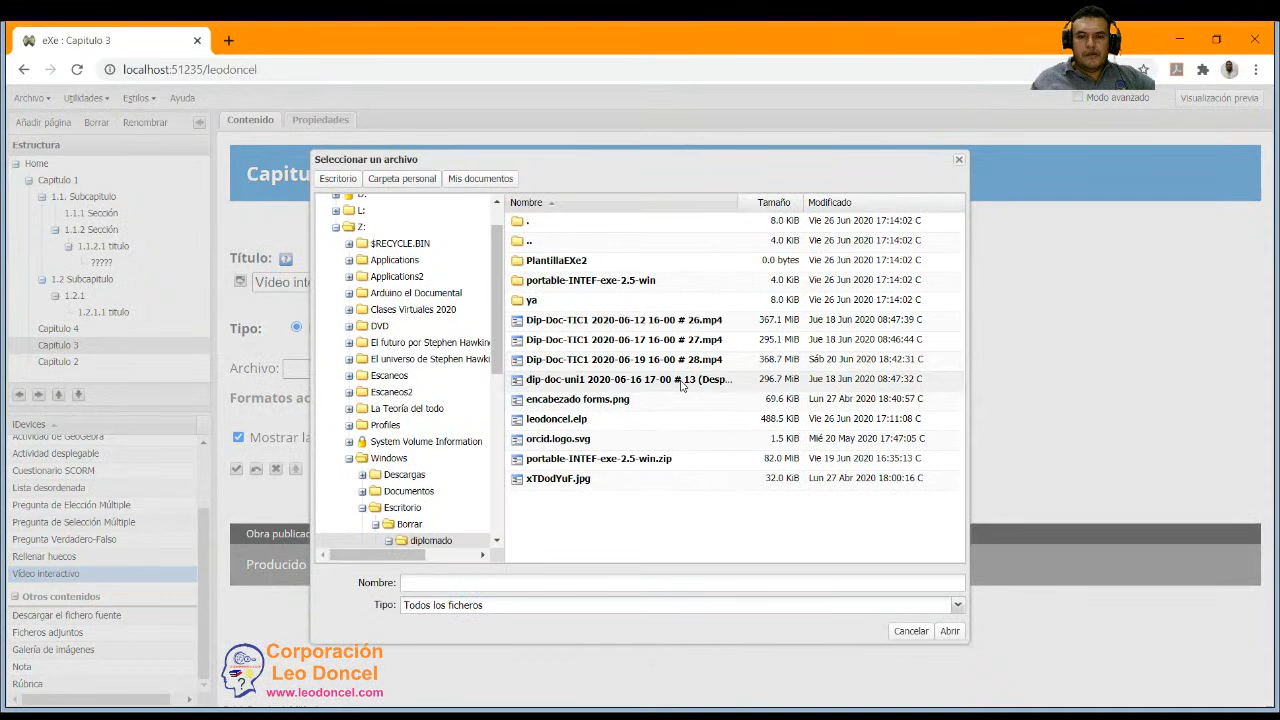 eXe : Capitulo 3
localhost:51235/leodoncel
Archivo Utilidades Estilos Ayuda
Modo avanzado
Visualización previa
Añadir página Borrar Renombrar
Contenido
Propiedades
Estructura
Home
Capitulo 1
1.1. Subcapitulo
1.1.1 Sección
1.1.2 Sección
1.1.2.1 titulo
?????
1.2 Subcapitulo
1.2.1
1.2.1.1 titulo
Capitulo 4
Capitulo 3
Capitulo 2
iDevices
Actividad de GeoGebra
Actividad desplegable
Cuestionario SCORM
Lista desordenada
Pregunta de Elección Múltiple
Pregunta de Selección Múltiple
Pregunta Verdadero-Falso
Rellenar huecos
Vídeo interactivo
Otros contenidos
Descargar el fichero fuente
Ficheros adjuntos
Galería de imágenes
Nota
Rúbrica
Título:
Tipo:
Archivo:
Mostrar la
Producido
Seleccionar un archivo
Escritorio Carpeta personal Mis documentos
D:
L:
Z:
$RECYCLE.BIN
Applications
Applications2
Arduino el Documental
Clases Virtuales 2020
DVD
El futuro por Stephen Hawkin
El universo de Stephen Hawki
Escaneos
Escaneos2
La Teoría del todo
Profiles
System Volume Information
Windows
Descargas
Documentos
Escritorio
Borrar
diplomado
Nombre Tamaño Modificado
. 8.0 KiB Vie 26 Jun 2020 17:14:02 C
.. 4.0 KiB Vie 26 Jun 2020 17:14:02 C
PlantillaEXe2 0.0 bytes Vie 26 Jun 2020 17:14:02 C
portable-INTEF-exe-2.5-win 4.0 KiB Vie 26 Jun 2020 17:14:02 C
ya 8.0 KiB Vie 26 Jun 2020 17:14:02 C
Dip-Doc-TIC1 2020-06-12 16-00 # 26.mp4 367.1 MiB Jue 18 Jun 2020 08:47:39 C
Dip-Doc-TIC1 2020-06-17 16-00 # 27.mp4 295.1 MiB Jue 18 Jun 2020 08:46:44 C
Dip-Doc-TIC1 2020-06-19 16-00 # 28.mp4 368.7 MiB Sáb 20 Jun 2020 18:42:31 C
dip-doc-uni1 2020-06-16 17-00 # 13 (Desp... 296.7 MiB Jue 18 Jun 2020 08:47:32 C
encabezado forms.png 69.6 KiB Lun 27 Abr 2020 18:40:57 C
leodoncel.elp 488.5 KiB Vie 26 Jun 2020 17:11:08 C
orcid.logo.svg 1.5 KiB Mié 20 May 2020 17:47:05 C
portable-INTEF-exe-2.5-win.zip 82.0 MiB Vie 19 Jun 2020 16:35:13 C
xTDodYuF.jpg 32.0 KiB Lun 27 Abr 2020 18:00:16 C
Nombre:
Tipo: Todos los ficheros
Cancelar Abrir
Corporación
Leo Doncel
www.leodoncel.com